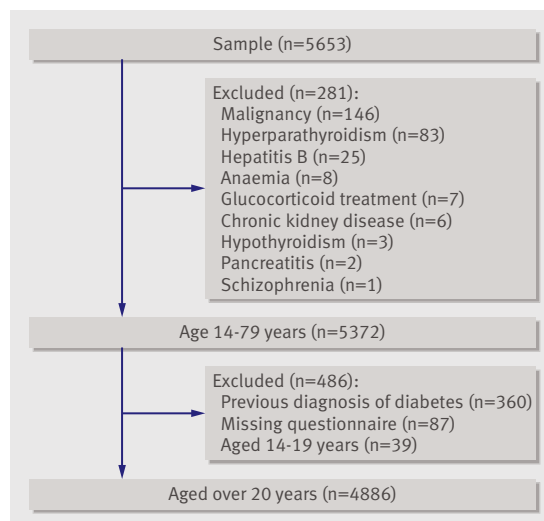 Sample (n=5653)
Excluded (n=281):
Malignancy (n=146)
Hyperparathyroidism (n=83)
Hepatitis B (n=25)
Anaemia (n=8)
Glucocorticoid treatment (n=7)
Chronic kidney disease (n=6)
Hypothyroidism (n=3)
Pancreatitis (n=2)
Schizophrenia (n=1)
Age 14-79 years (n=5372)
Excluded (n=486):
Previous diagnosis of diabetes (n=360)
Missing questionnaire (n=87)
Aged 14-19 years (n=39)
Aged over 20 years (n=4886)